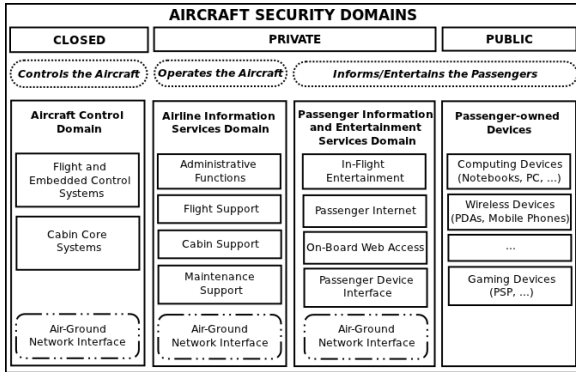 AIRCRAFT SECURITY DOMAINS
CLOSED
PRIVATE
PUBLIC
Controls the Aircraft
Operates the Aircraft
Informs/Entertains the Passengers
Aircraft Control
Domain
Flight and
Embedded Control
Systems
Cabin Core
Systems
Air-Ground
Network Interface
Airline Information
Services Domain
Administrative
Functions
Flight Support
Cabin Support
Maintenance
Support
Air-Ground
Network Interface
Passenger Information
and Entertainment
Services Domain
In-Flight
Entertainment
Passenger Internet
On-Board Web Access
Passenger Device
Interface
Air-Ground
Network Interface
Passenger-owned
Devices
Computing Devices
(Notebooks, PC, ...)
Wireless Devices
(PDAs, Mobile Phones)
...
Gaming Devices
(PSP, ...)